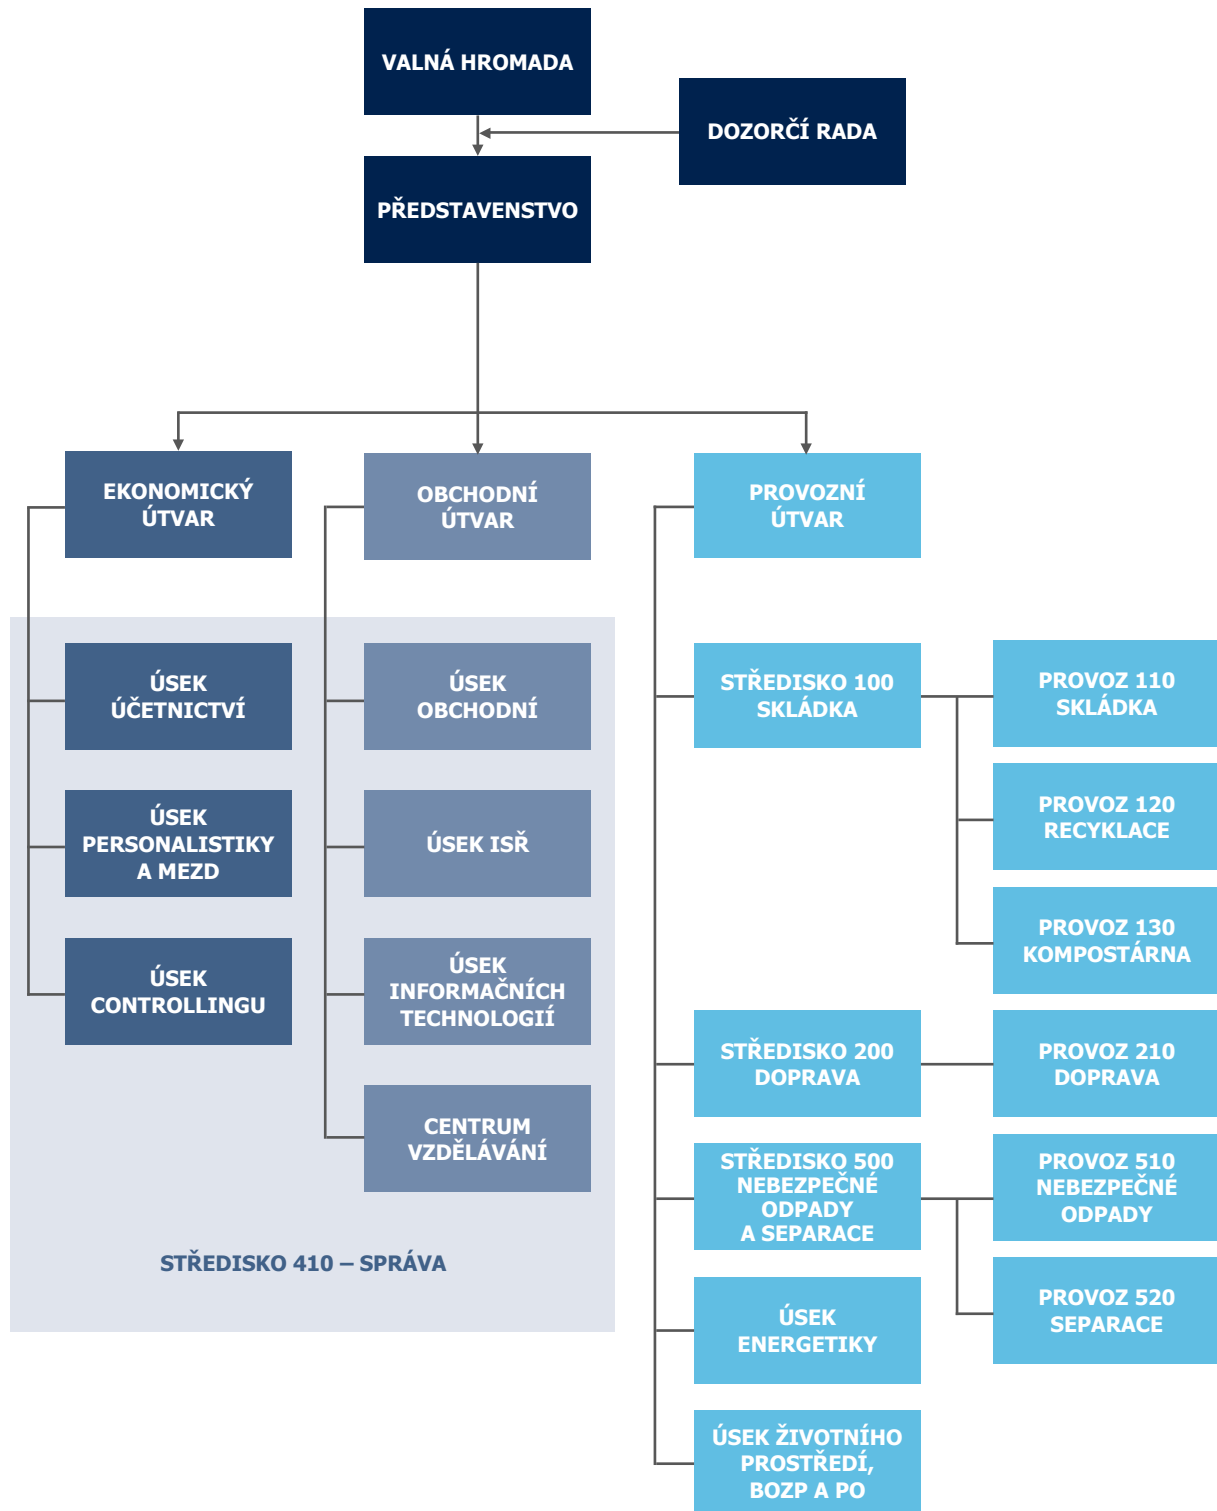 VALNÁ HROMADA
DOZORČÍ RADA
PŘEDSTAVENSTVO
EKONOMICKÝ
ÚTVAR
OBCHODNÍ
ÚTVAR
PROVOZNÍ
ÚTVAR
ÚSEK
ÚČETNICTVÍ
ÚSEK
PERSONALISTIKY
A MEZD
ÚSEK
CONTROLLINGU
ÚSEK
OBCHODNÍ
ÚSEK ISŘ
ÚSEK
INFORMAČNÍCH
TECHNOLOGIÍ
CENTRUM
VZDĚLÁVÁNÍ
STŘEDISKO 410 – SPRÁVA
STŘEDISKO 100
SKLÁDKA
PROVOZ 110
SKLÁDKA
PROVOZ 120
RECYKLACE
PROVOZ 130
KOMPOSTÁRNA
STŘEDISKO 200
DOPRAVA
PROVOZ 210
DOPRAVA
STŘEDISKO 500
NEBEZPEČNÉ
ODPADY
A SEPARACE
PROVOZ 510
NEBEZPEČNÉ
ODPADY
PROVOZ 520
SEPARACE
ÚSEK
ENERGETIKY
ÚSEK ŽIVOTNÍHO
PROSTŘEDÍ,
BOZP A PO